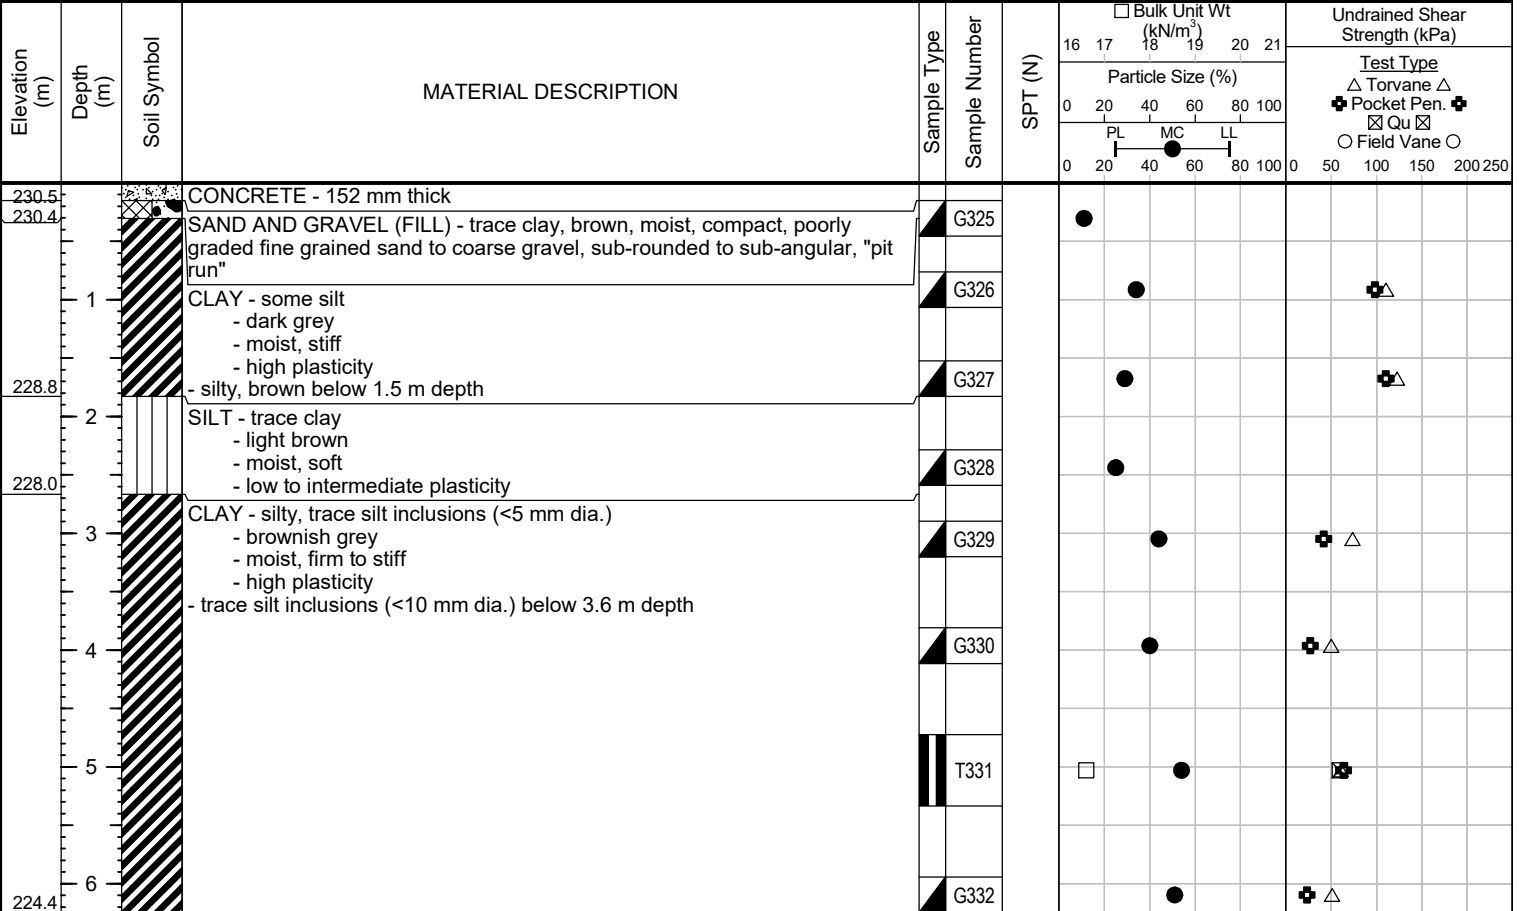 Elevation
(m)
Depth
(m)
Soil Symbol
MATERIAL DESCRIPTION
Sample Type
Sample Number
SPT (N)
Bulk Unit Wt
(kN/m³)
16 17 18 19 20 21
Particle Size (%)
0 20 40 60 80 100
PL MC LL
0 20 40 60 80 100
Undrained Shear
Strength (kPa)
Test Type
△ Torvane △
Pocket Pen.
☒ Qu ☒
○ Field Vane ○
0 50 100 150 200 250
230.5
CONCRETE - 152 mm thick
230.4
SAND AND GRAVEL (FILL) - trace clay, brown, moist, compact, poorly
graded fine grained sand to coarse gravel, sub-rounded to sub-angular, "pit
run"
G325
CLAY - some silt
- dark grey
- moist, stiff
- high plasticity
- silty, brown below 1.5 m depth
1
G326
G327
228.8
2
SILT - trace clay
- light brown
- moist, soft
- low to intermediate plasticity
G328
228.0
CLAY - silty, trace silt inclusions (<5 mm dia.)
- brownish grey
- moist, firm to stiff
- high plasticity
- trace silt inclusions (<10 mm dia.) below 3.6 m depth
3
G329
4
G330
5
T331
6
G332
224.4